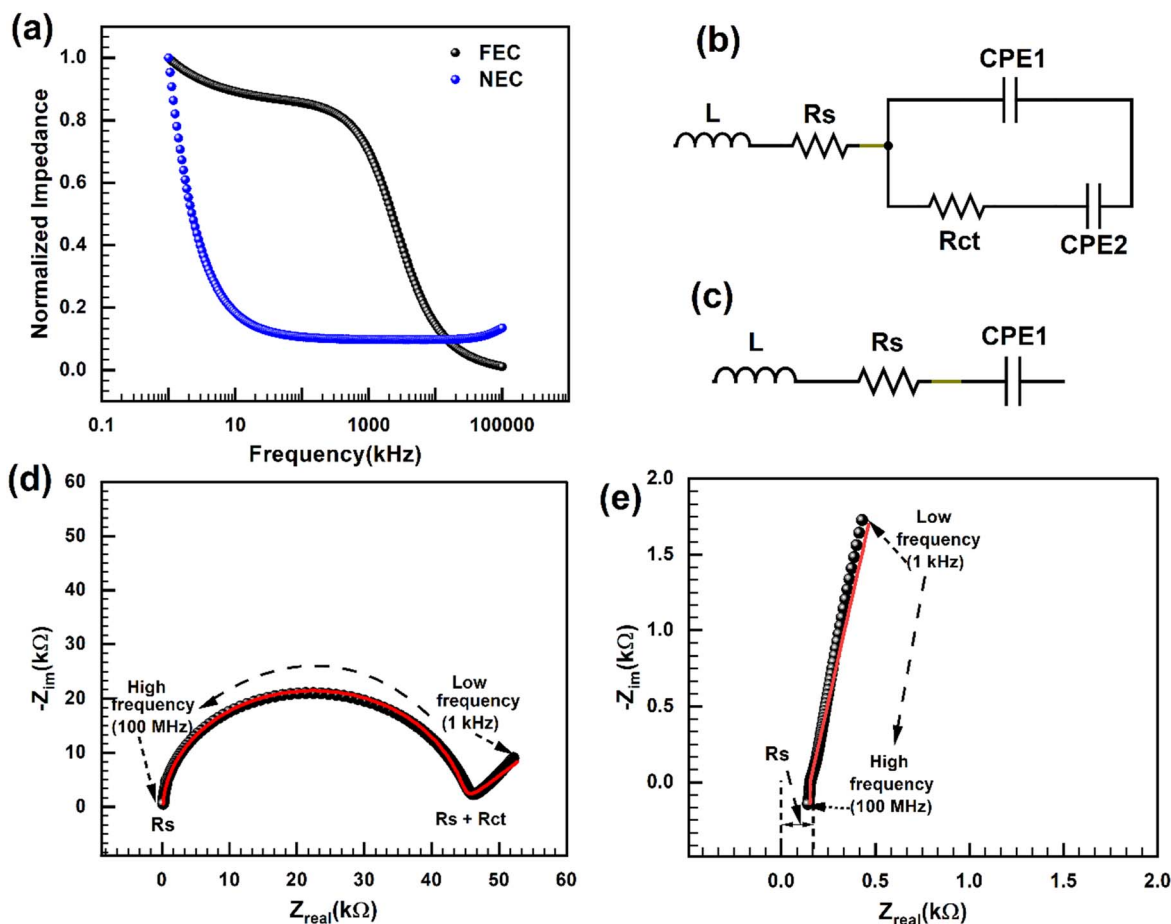 (a)
FEC
NEC
Normalized Impedance
1.0
0.8
0.6
0.4
0.2
0.0
0.1
10
1000
100000
Frequency(kHz)
(b)
CPE1
L
Rs
Rct
CPE2
(c)
L
Rs
CPE1
(d)
-Zim(kΩ)
60
50
40
30
20
10
0
High
frequency
(100 MHz)
Low
frequency
(1 kHz)
Rs
Rs + Rct
0
10
20
30
40
50
60
Zreal(kΩ)
(e)
-Zim(kΩ)
2.0
1.5
1.0
0.5
0.0
Low
frequency
(1 kHz)
Rs
High
frequency
(100 MHz)
0.0
0.5
1.0
1.5
2.0
Zreal(kΩ)